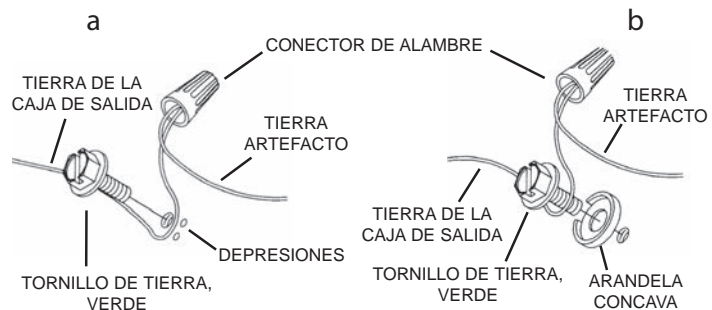 a
b
CONECTOR DE ALAMBRE
TIERRA DE LA
CAJA DE SALIDA
TIERRA
ARTEFACTO
DEPRESIONES
TORNILLO DE TIERRA,
VERDE
TIERRA
ARTEFACTO
TIERRA DE LA
CAJA DE SALIDA
TORNILLO DE TIERRA,
VERDE
ARANDELA
CONCAVA